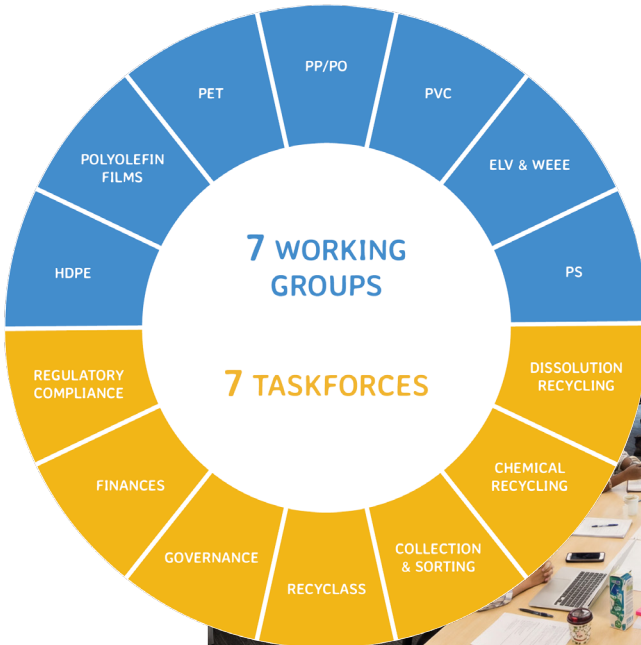 PP/PO
PET
PVC
POLYOLEFIN
FILMS
ELV & WEEE
HDPE
PS
7 WORKING
GROUPS
7 TASKFORCES
REGULATORY
COMPLIANCE
DISSOLUTION
RECYCLING
FINANCES
CHEMICAL
RECYCLING
GOVERNANCE
COLLECTION
& SORTING
RECYCLASS